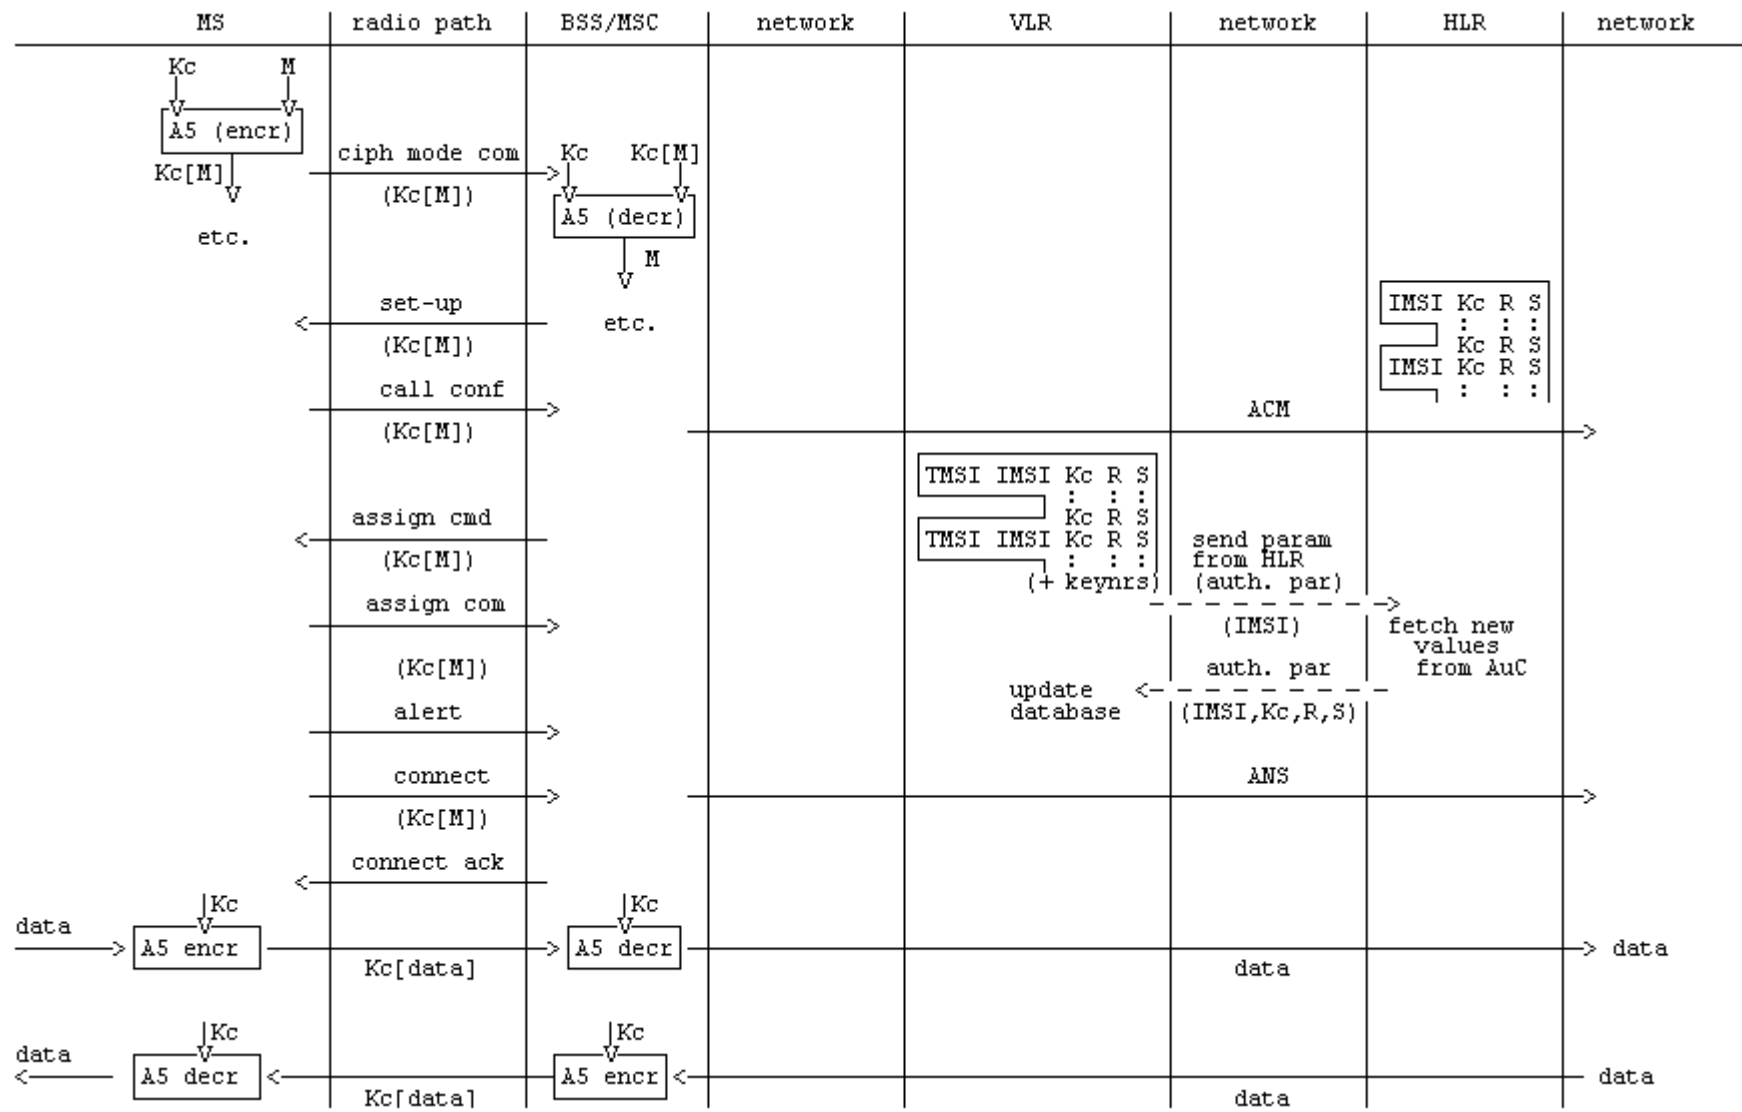 MS radio path BSS/MSC network VLR network HLR network
Kc M
A5 (encr)
ciph mode com Kc Kc[M]
Kc[M]
(Kc[M])
A5 (decr)
etc.
M
set-up IMSI Kc R S
etc. : : :
(Kc[M]) Kc R S
IMSI Kc R S
call conf : : :
ACM
(Kc[M])
TMSI IMSI Kc R S
: : :
assign cmd Kc R S
TMSI IMSI Kc R S send param
(Kc[M]) : : : from HLR
(+ keynrs) (auth. par)
assign com
(IMSI) fetch new
values
(Kc[M]) auth. par from AuC
update
alert database (IMSI,Kc,R,S)
connect ANS
(Kc[M])
connect ack
Kc Kc
data
A5 encr A5 decr data
Kc[data] data
Kc Kc
data
A5 decr A5 encr data
Kc[data] data